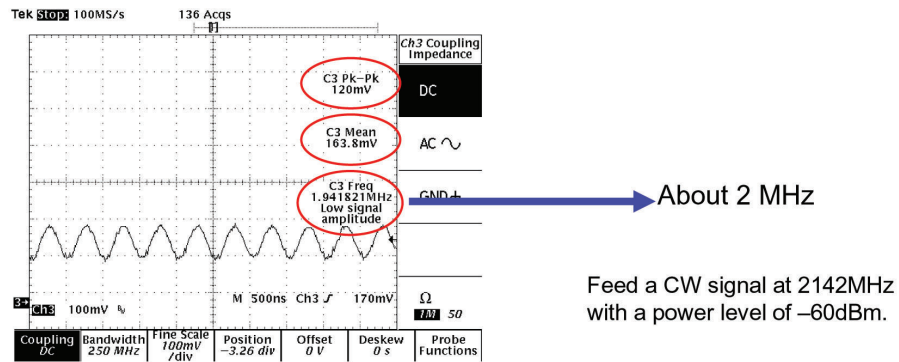 Tek Stop: 100MS/s 136 Acqs
Ch3 Coupling
Impedance
C3 Pk–Pk
120mV
DC
C3 Mean
163.8mV
AC
C3 Freq
1.941821MHz
Low signal
amplitude
GND
About 2 MHz
Feed a CW signal at 2142MHz
with a power level of –60dBm.
M 500ns Ch3 170mV
3
Ch3 100mV
Ω
1M 50
Coupling
DC
Bandwidth
250 MHz
Fine Scale
100mV
/div
Position
–3.26 div
Offset
0 V
Deskew
0 s
Probe
Functions